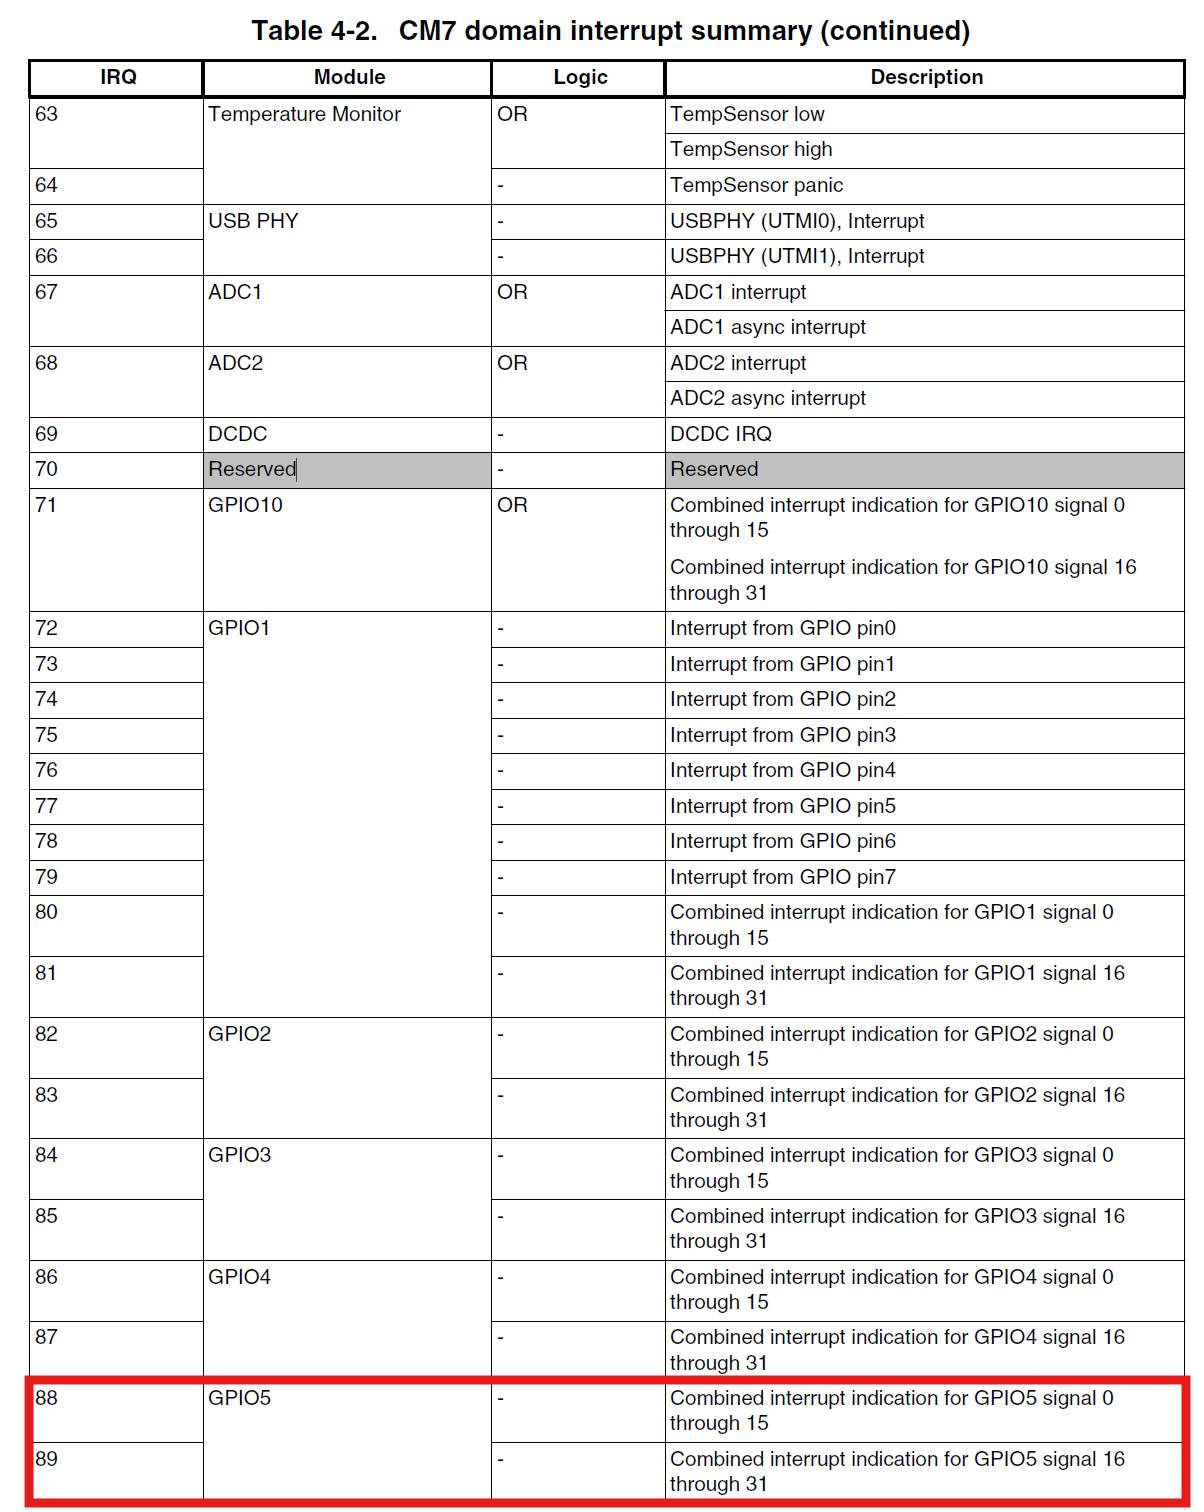 Table 4-2. CM7 domain interrupt summary (continued)
IRQ Module Logic Description
63 Temperature Monitor OR TempSensor low
TempSensor high
64 - TempSensor panic
65 USB PHY - USBPHY (UTMI0), Interrupt
66 - USBPHY (UTMI1), Interrupt
67 ADC1 OR ADC1 interrupt
ADC1 async interrupt
68 ADC2 OR ADC2 interrupt
ADC2 async interrupt
69 DCDC - DCDC IRQ
70 Reserved - Reserved
71 GPIO10 OR Combined interrupt indication for GPIO10 signal 0
through 15
Combined interrupt indication for GPIO10 signal 16
through 31
72 GPIO1 - Interrupt from GPIO pin0
73 - Interrupt from GPIO pin1
74 - Interrupt from GPIO pin2
75 - Interrupt from GPIO pin3
76 - Interrupt from GPIO pin4
77 - Interrupt from GPIO pin5
78 - Interrupt from GPIO pin6
79 - Interrupt from GPIO pin7
80 - Combined interrupt indication for GPIO1 signal 0
through 15
81 - Combined interrupt indication for GPIO1 signal 16
through 31
82 GPIO2 - Combined interrupt indication for GPIO2 signal 0
through 15
83 - Combined interrupt indication for GPIO2 signal 16
through 31
84 GPIO3 - Combined interrupt indication for GPIO3 signal 0
through 15
85 - Combined interrupt indication for GPIO3 signal 16
through 31
86 GPIO4 - Combined interrupt indication for GPIO4 signal 0
through 15
87 - Combined interrupt indication for GPIO4 signal 16
through 31
88 GPIO5 - Combined interrupt indication for GPIO5 signal 0
through 15
89 - Combined interrupt indication for GPIO5 signal 16
through 31